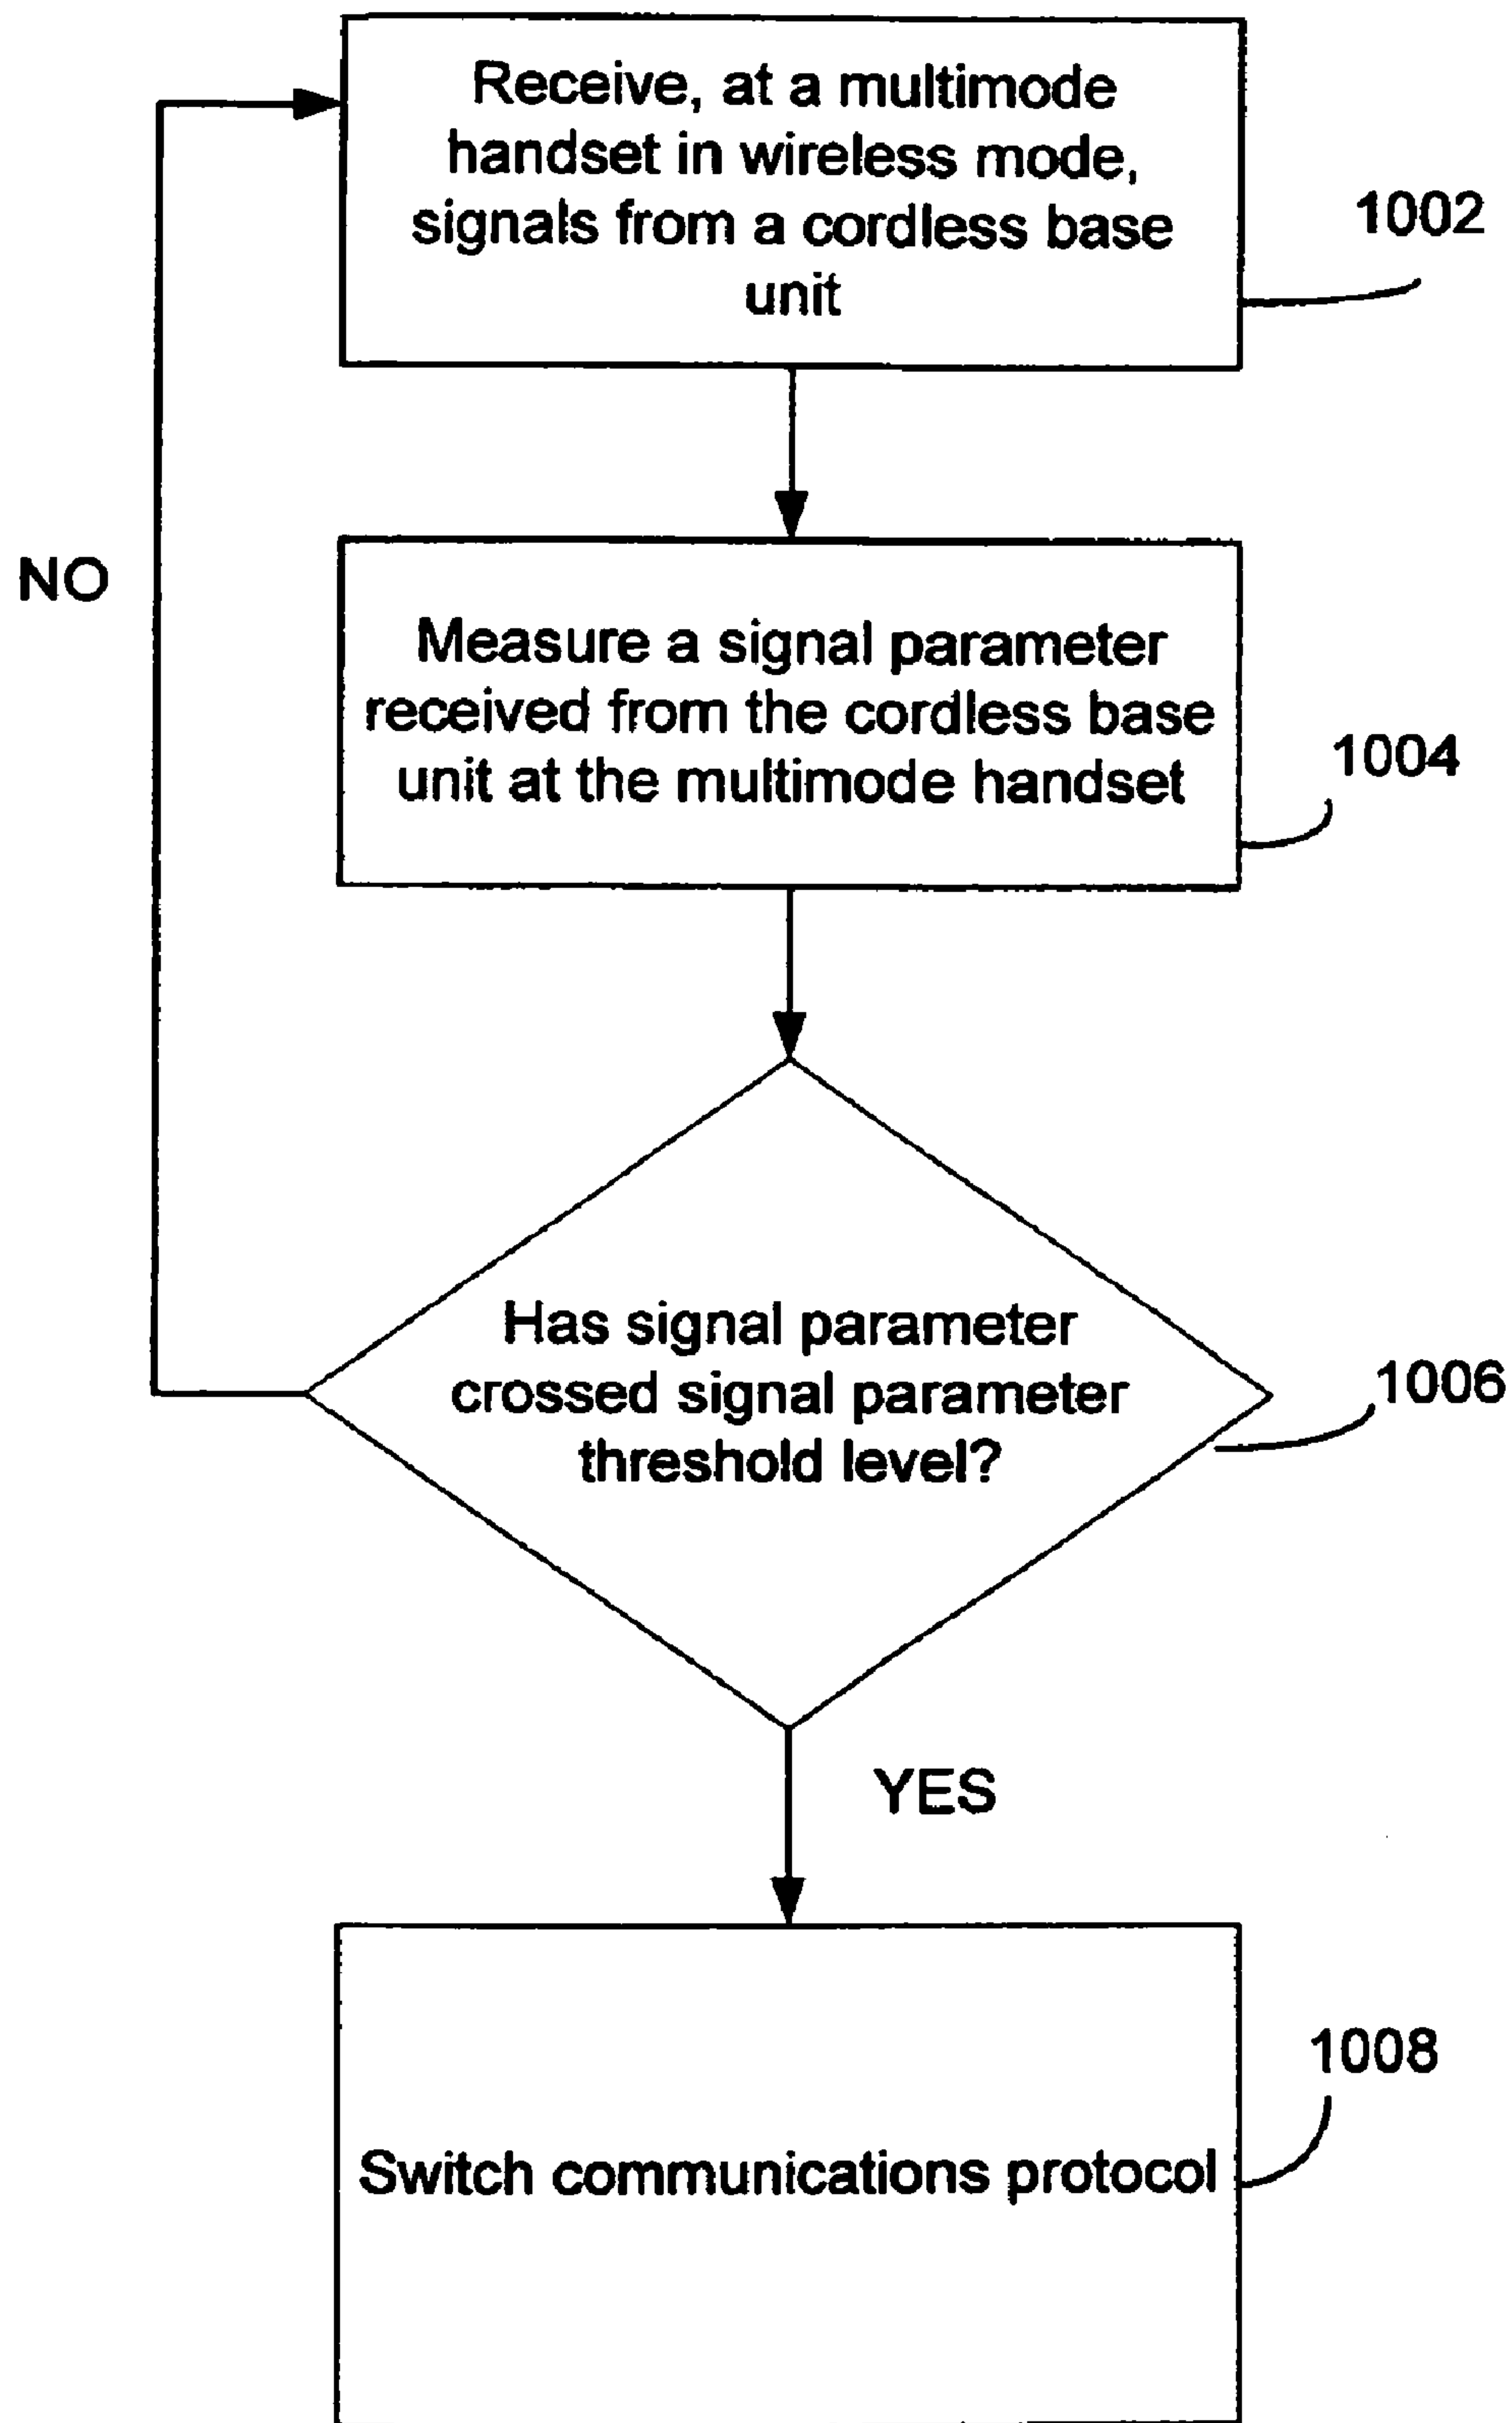 Receive, at a multimode
handset in wireless mode,
signals from a cordless base
unit
1002
NO
Measure a signal parameter
received from the cordless base
unit at the multimode handset
1004
Has signal parameter
crossed signal parameter
threshold level?
1006
YES
Switch communications protocol
1008